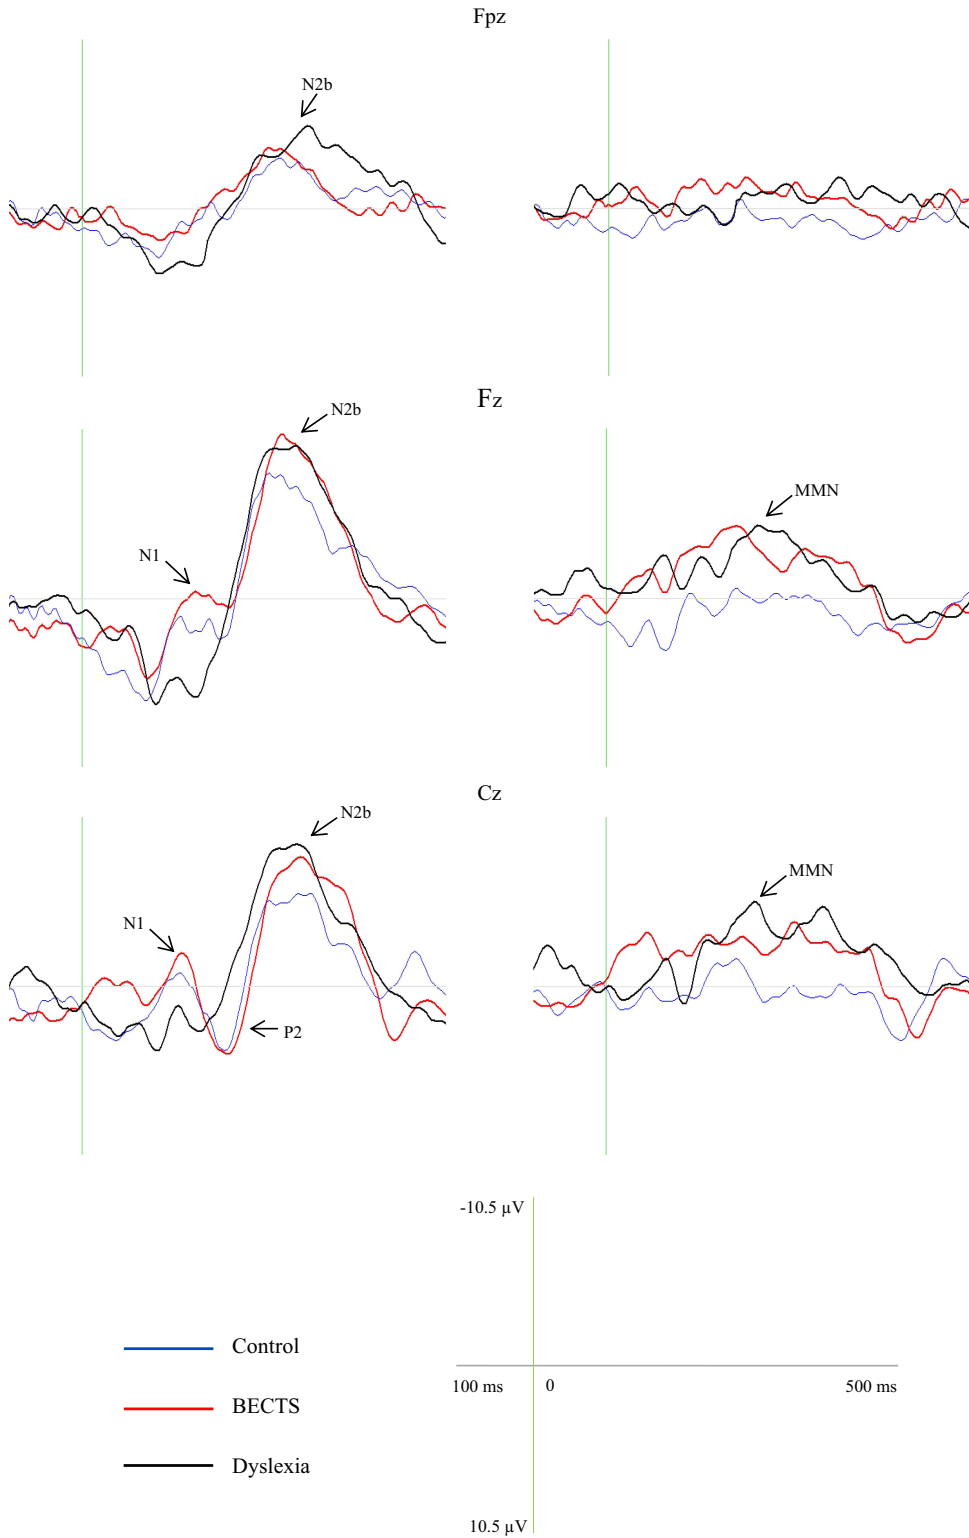 Fpz
N2b
Fz
N2b
MMN
N1
Cz
N2b
MMN
N1
P2
-10.5 µV
Control
100 ms 0 500 ms
BECTS
Dyslexia
10.5 µV